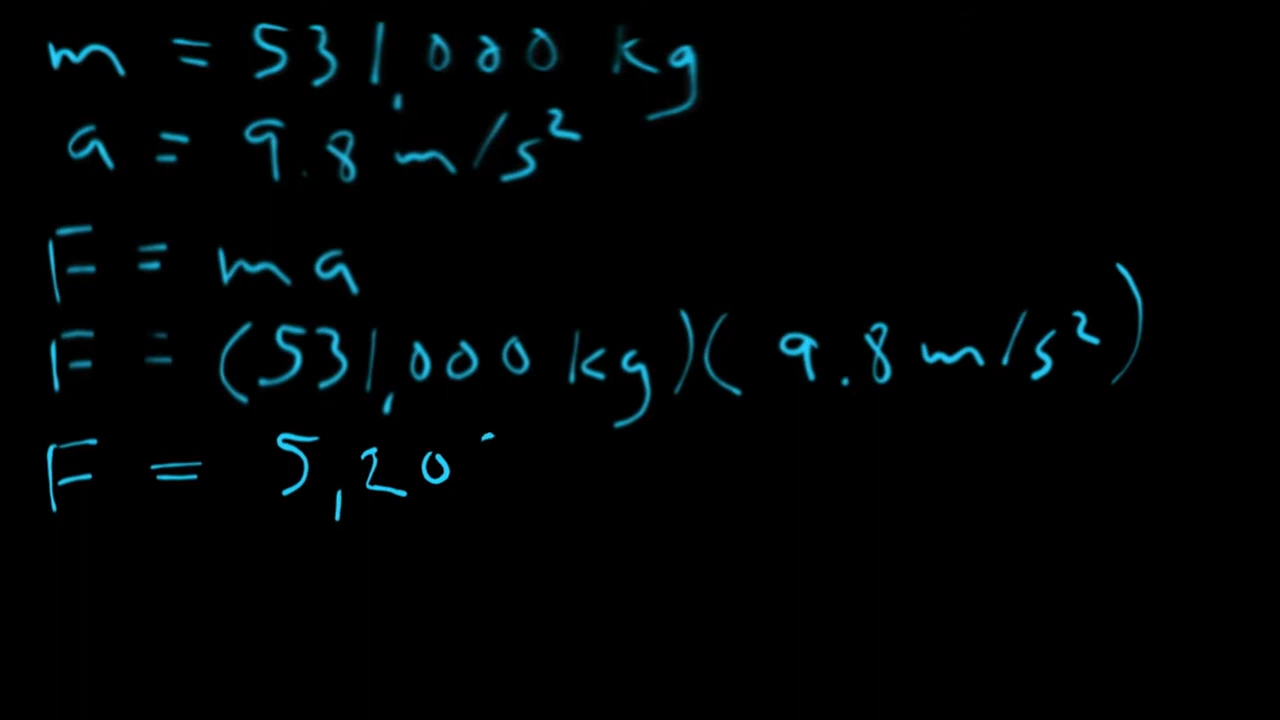 m = 531,000 kg
a = 9.8 m/s²
F = ma
F = (531,000 kg)(9.8 m/s²)
F = 5,20